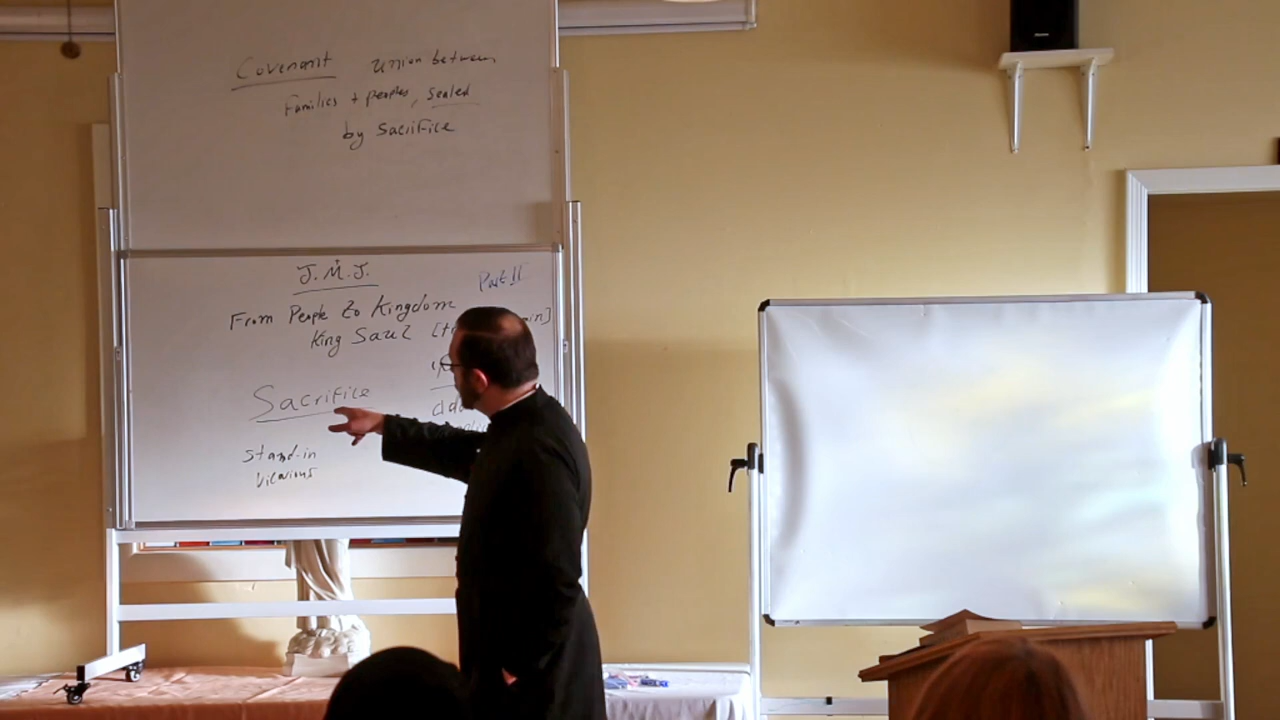 Covenant union between
Families + peoples, sealed
by sacrifice
J.M.J.
Part II
From People to Kingdom
King Saul
Sacrifice
stand-in
vicarious